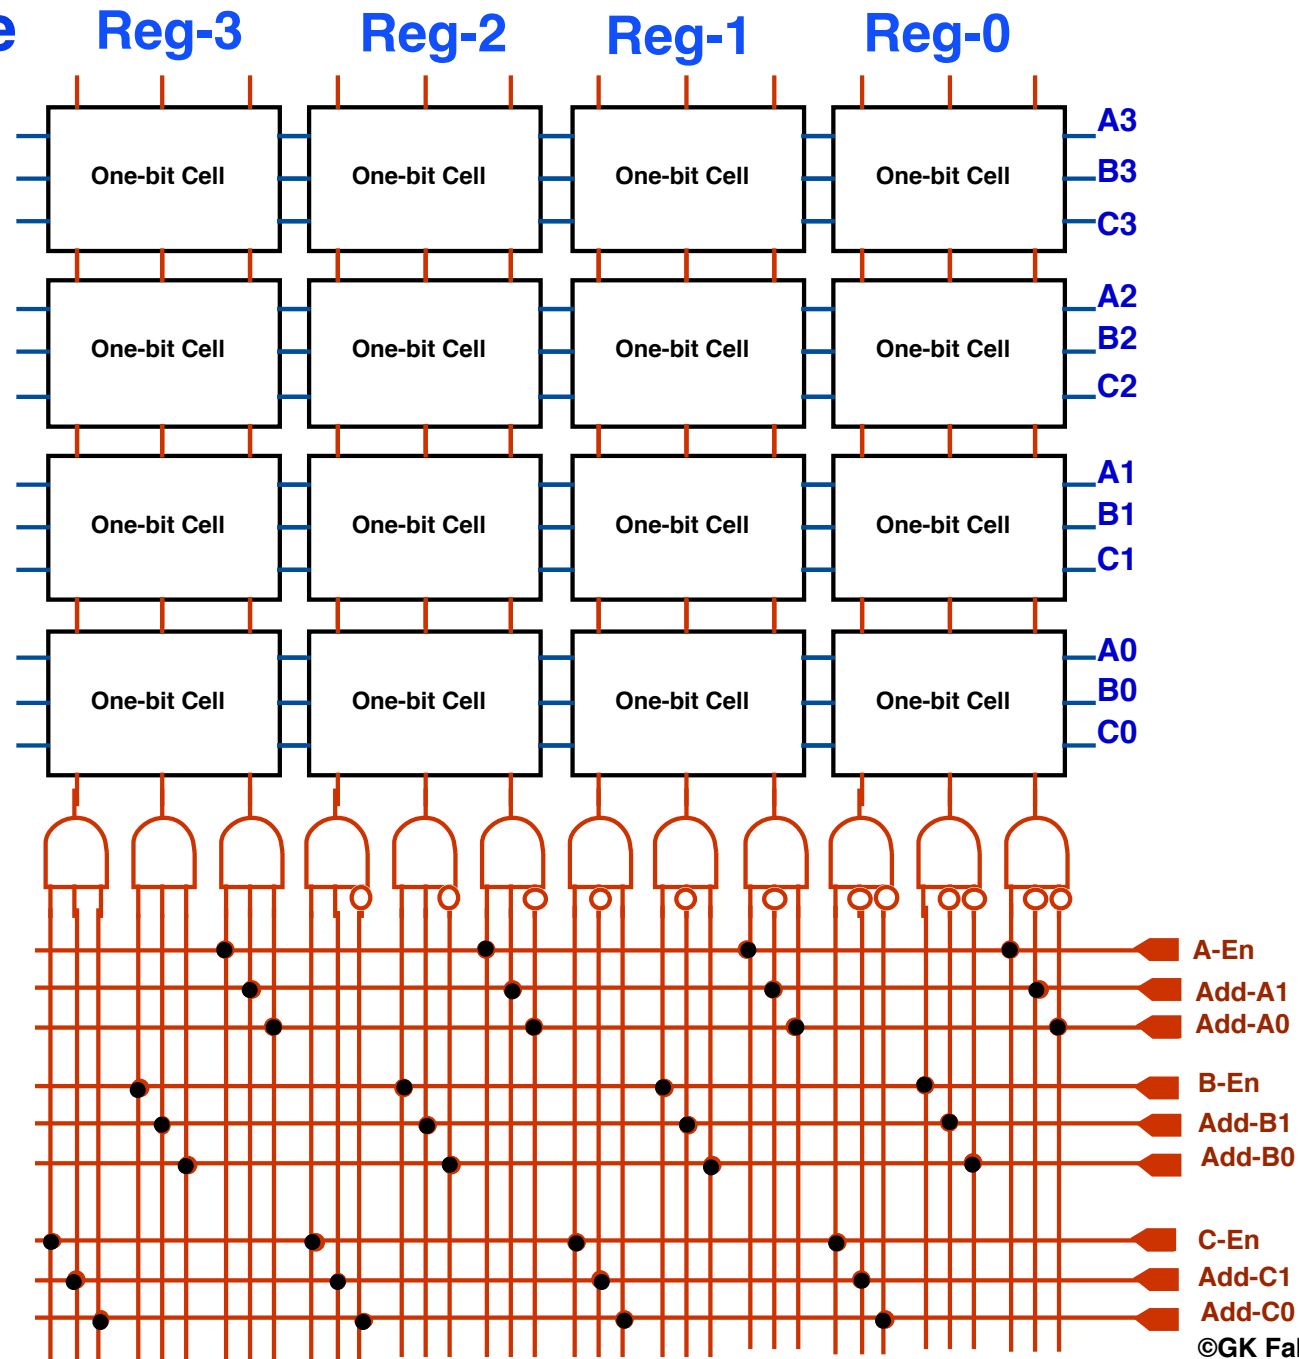 e Reg-3 Reg-2 Reg-1 Reg-0
A3
One-bit Cell One-bit Cell One-bit Cell One-bit Cell
B3
C3
A2
B2
One-bit Cell One-bit Cell One-bit Cell One-bit Cell
C2
A1
B1
One-bit Cell One-bit Cell One-bit Cell One-bit Cell
C1
A0
B0
One-bit Cell One-bit Cell One-bit Cell One-bit Cell
C0
A-En
Add-A1
Add-A0
B-En
Add-B1
Add-B0
C-En
Add-C1
Add-C0
©GK Fal